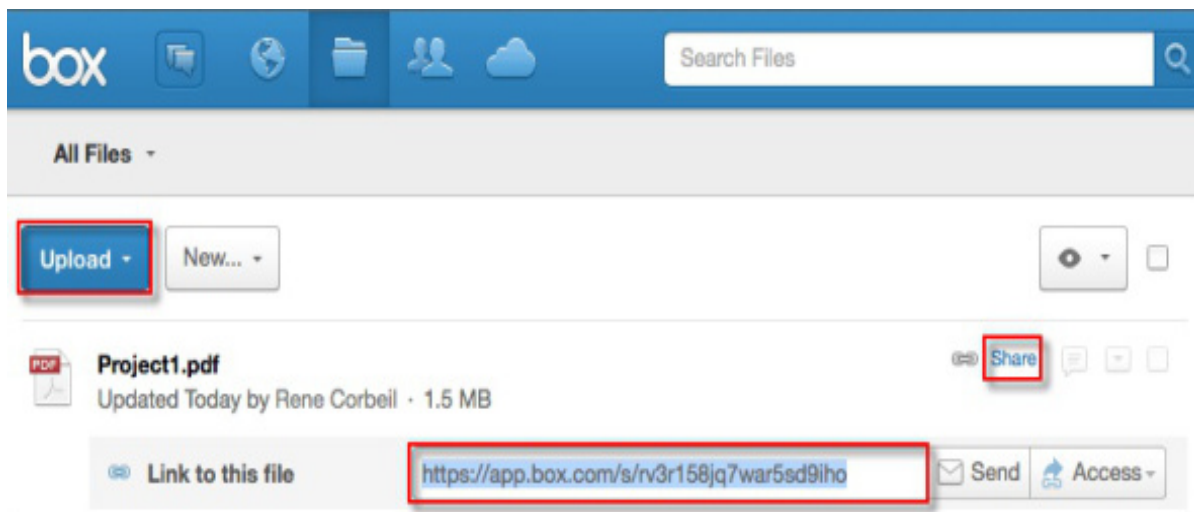 box
Search Files
All Files
Upload
New...
PDF
Project1.pdf
Share
Updated Today by Rene Corbeil · 1.5 MB
Link to this file
https://app.box.com/s/rv3r158jq7war5sd9iho
Send
Access